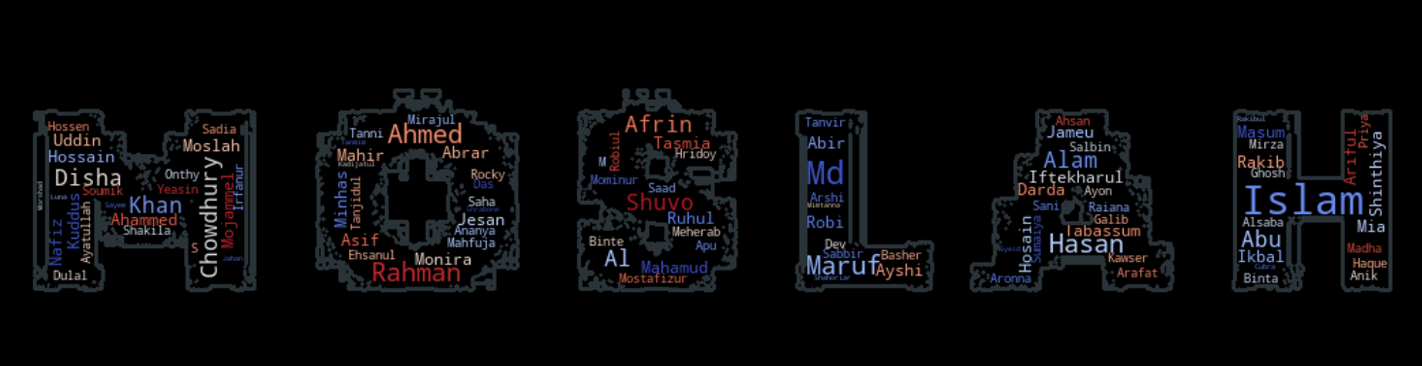 Hossen
Uddin
Hossain
Disha
Soumik
Luna
Kuddus
Nafiz
Ayatullah
Dulal
Khan
Ahammed
Shakila
Sadia
Moslah
Onthy
Yeasin
S
Chowdhury
Mojammel
Irfanur
Jahan
Mirajul
Tanni
Ahmed
Mahir
Abrar
Khadijatul
Rocky
Das
Minhas
Tanjidul
Saha
Jesan
Ananya
Mahfuja
Asif
Ehsanul
Monira
Rahman
Afrin
Robiul
Tasmia
Hridoy
M
Mominur
Saad
Shuvo
Ruhul
Meherab
Binte
Apu
Al
Mahamud
Mostafizur
Tanvir
Abir
Md
Arshi
Robi
Dev
Sabbir
Basher
Maruf
Ayshi
Ahsan
Jameu
Salbin
Alam
Iftekharul
Darda
Ayon
Sani
Raiana
Galib
Hosain
Sumaiya
Tabassum
Hasan
Kawser
Arafat
Aronna
Rakibul
Masum
Mirza
Rakib
Ghosh
Ariful
Priya
Shinthiya
Islam
Alsaba
Abu
Mia
Ikbal
Madha
Haque
Binta
Anik